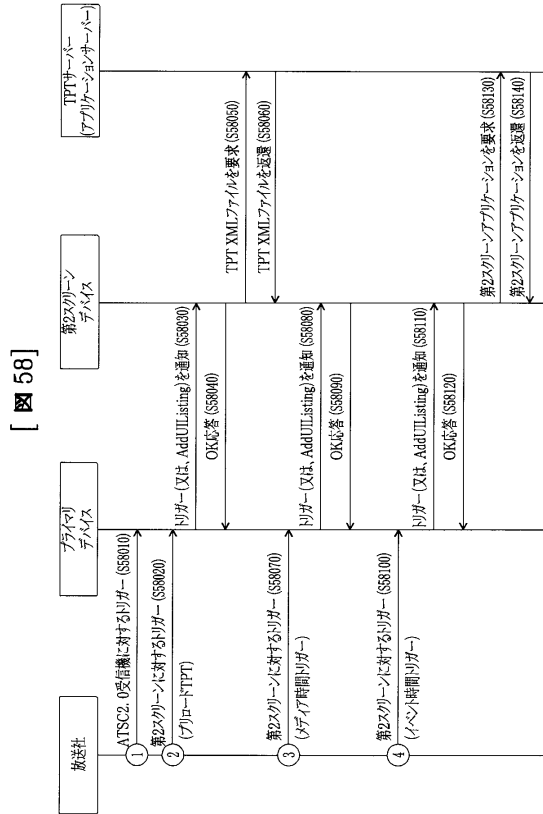 [図58]
放送社
プライマリ
デバイス
第2スクリーン
デバイス
TPTサーバー
(アプリケーションサーバー)
1
ATSC2.0受信機に対するトリガー(S58010)
2
第2スクリーンに対するトリガー(S58020)
(プリロードTPT)
トリガー(又は、AddUIListing)を通知(S58030)
OK応答(S58040)
TPT XMLファイルを要求(S58050)
TPT XMLファイルを返還(S58060)
3
第2スクリーンに対するトリガー(S58070)
(メディア時間トリガー)
トリガー(又は、AddUIListing)を通知(S58080)
OK応答(S58090)
4
第2スクリーンに対するトリガー(S58100)
(イベント時間トリガー)
トリガー(又は、AddUIListing)を通知(S58110)
OK応答(S58120)
第2スクリーンアプリケーションを要求(S58130)
第2スクリーンアプリケーションを返還(S58140)